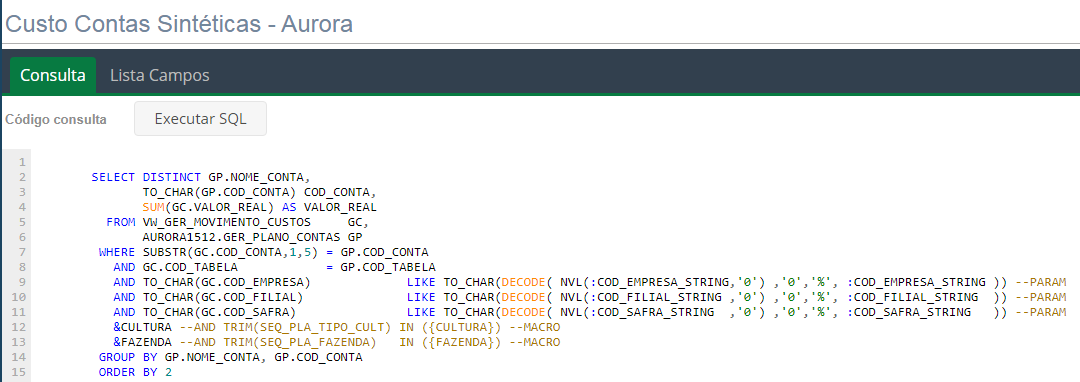 Custo Contas Sintéticas - Aurora
Consulta Lista Campos
Código consulta Executar SQL
1
2 SELECT DISTINCT GP.NOME_CONTA,
3 TO_CHAR(GP.COD_CONTA) COD_CONTA,
4 SUM(GC.VALOR_REAL) AS VALOR_REAL
5 FROM VW_GER_MOVIMENTO_CUSTOS GC,
6 AURORA1512.GER_PLANO_CONTAS GP
7 WHERE SUBSTR(GC.COD_CONTA,1,5) = GP.COD_CONTA
8 AND GC.COD_TABELA = GP.COD_TABELA
9 AND TO_CHAR(GC.COD_EMPRESA) LIKE TO_CHAR(DECODE( NVL(:COD_EMPRESA_STRING,'0') ,'0','%', :COD_EMPRESA_STRING )) --PARAM
10 AND TO_CHAR(GC.COD_FILIAL) LIKE TO_CHAR(DECODE( NVL(:COD_FILIAL_STRING ,'0') ,'0','%', :COD_FILIAL_STRING )) --PARAM
11 AND TO_CHAR(GC.COD_SAFRA) LIKE TO_CHAR(DECODE( NVL(:COD_SAFRA_STRING ,'0') ,'0','%', :COD_SAFRA_STRING )) --PARAM
12 &CULTURA --AND TRIM(SEQ_PLA_TIPO_CULT) IN ({CULTURA}) --MACRO
13 &FAZENDA --AND TRIM(SEQ_PLA_FAZENDA) IN ({FAZENDA}) --MACRO
14 GROUP BY GP.NOME_CONTA, GP.COD_CONTA
15 ORDER BY 2